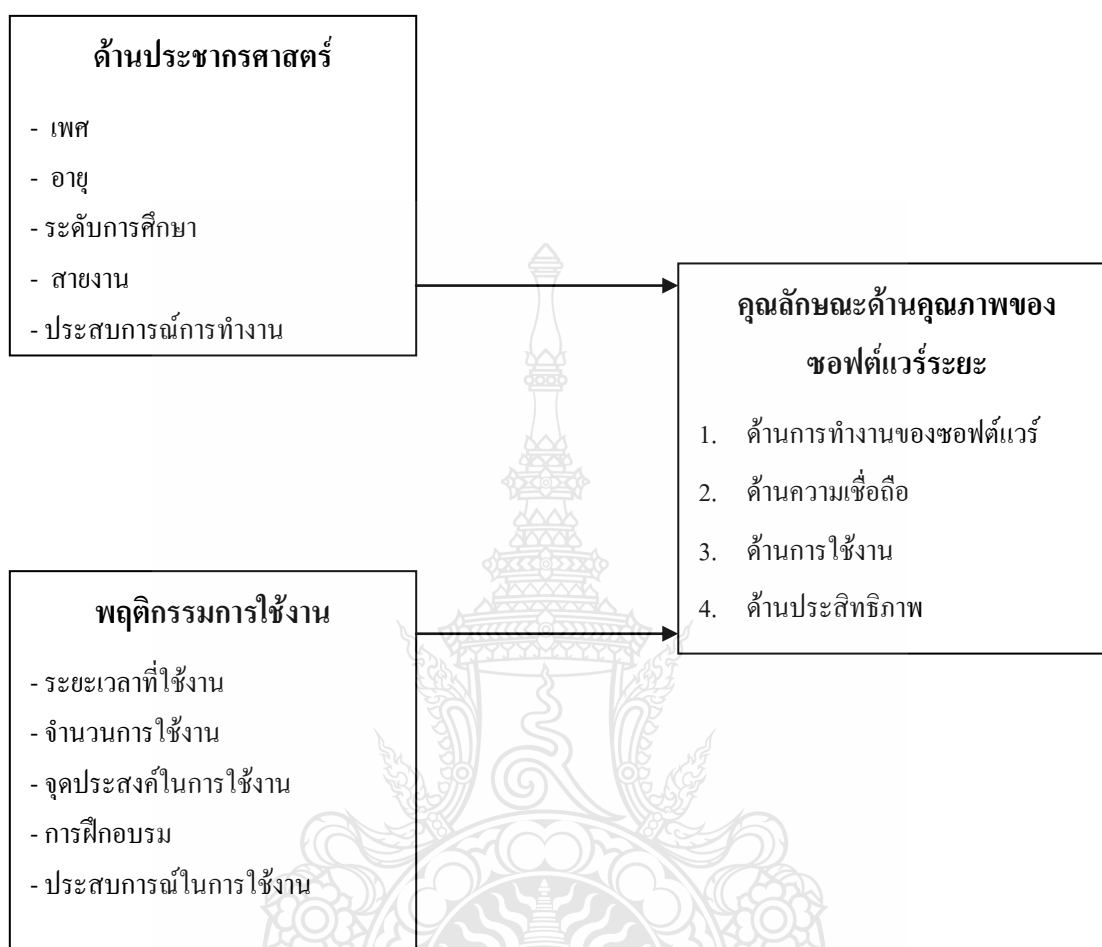 ด้านประชากรศาสตร์
- เพศ
- อายุ
- ระดับการศึกษา
- สายงาน
- ประสบการณ์การทำงาน
คุณลักษณะด้านคุณภาพของ
ซอฟต์แวร์ระยะ
1. ด้านการทำงานของซอฟต์แวร์
2. ด้านความเชื่อถือ
3. ด้านการใช้งาน
4. ด้านประสิทธิภาพ
พฤติกรรมการใช้งาน
- ระยะเวลาที่ใช้งาน
- จำนวนการใช้งาน
- จุดประสงค์ในการใช้งาน
- การฝึกอบรม
- ประสบการณ์ในการใช้งาน